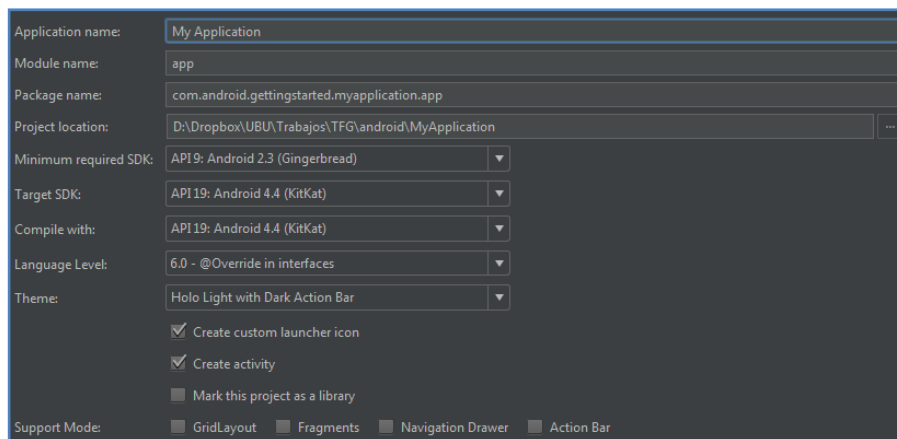 Application name: My Application
Module name: app
Package name: com.android.gettingstarted.myapplication.app
Project location: D:\Dropbox\UBU\Trabajos\TFG\android\MyApplication ...
Minimum required SDK: API 9: Android 2.3 (Gingerbread)
Target SDK: API 19: Android 4.4 (KitKat)
Compile with: API 19: Android 4.4 (KitKat)
Language Level: 6.0 - @Override in interfaces
Theme: Holo Light with Dark Action Bar
Create custom launcher icon
Create activity
Mark this project as a library
Support Mode: GridLayout Fragments Navigation Drawer Action Bar